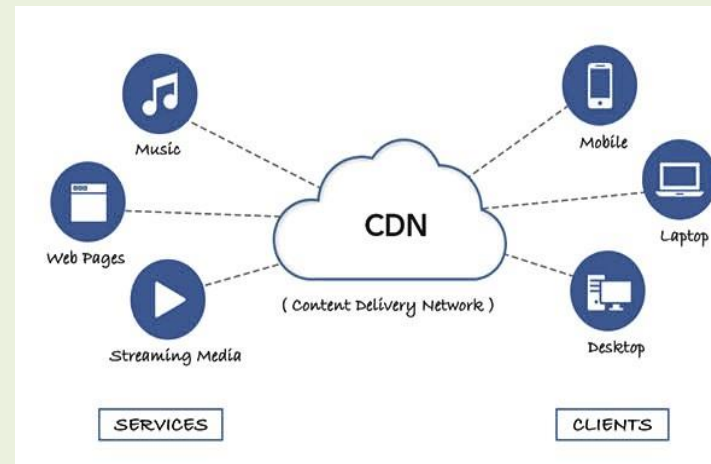 Music
Mobile
CDN
Laptop
Web Pages
( Content Delivery Network )
Streaming Media
Desktop
SERVICES
CLIENTS